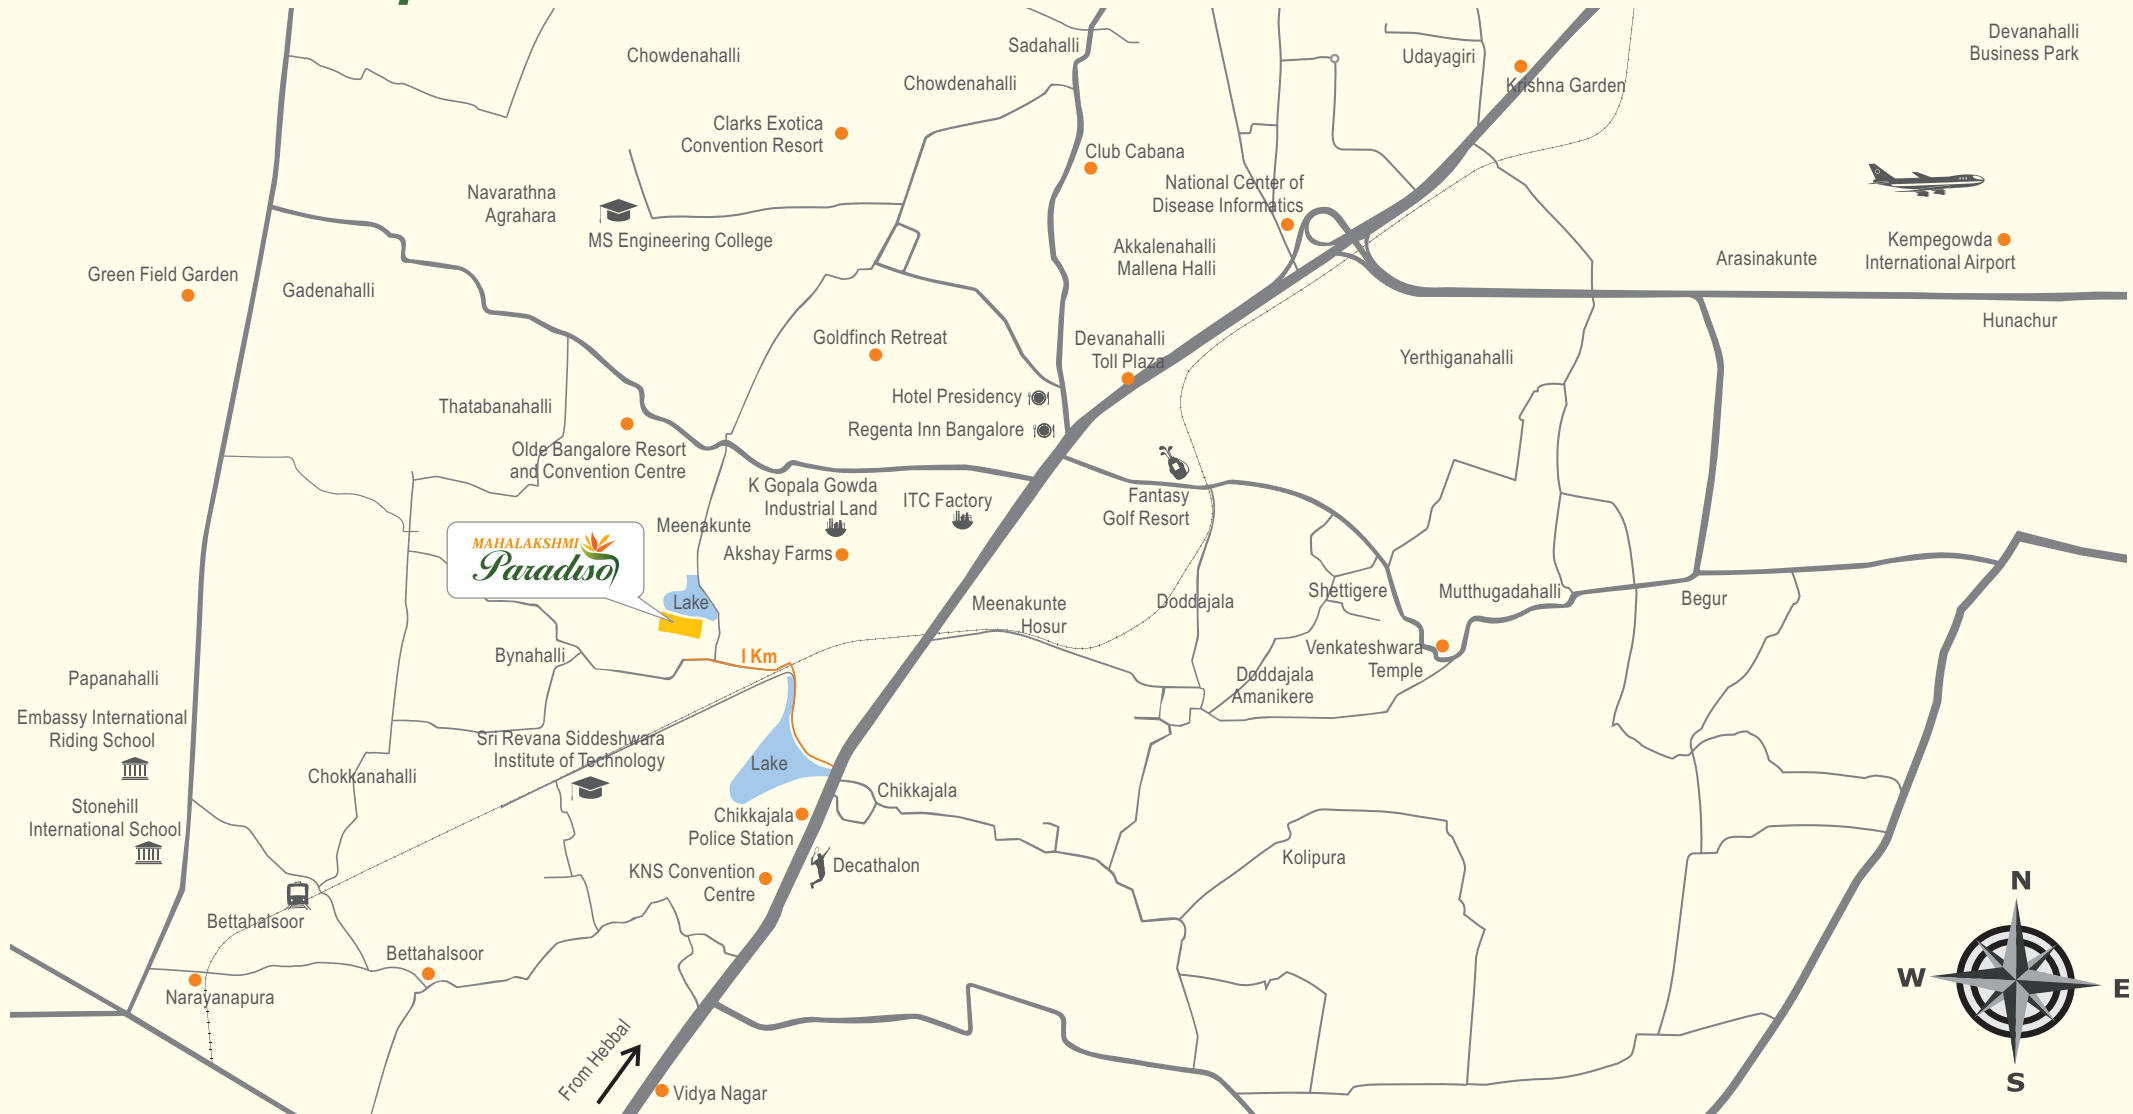 Devanahalli
Business Park
Chowdenahalli
Sadahalli
Udayagiri
Chowdenahalli
Krishna Garden
Clarks Exotica
Convention Resort
Club Cabana
National Center of
Disease Informatics
Navarathna
Agrahara
MS Engineering College
Akkalenahalli
Mallena Halli
Kempegowda
International Airport
Arasinakunte
Green Field Garden
Gadenahalli
Hunachur
Goldfinch Retreat
Devanahalli
Toll Plaza
Yerthiganahalli
Hotel Presidency
Thatabanahalli
Regenta Inn Bangalore
Olde Bangalore Resort
and Convention Centre
K Gopala Gowda
Industrial Land
ITC Factory
Fantasy
Golf Resort
Meenakunte
Akshay Farms
MAHALAKSHMI
Paradiso
Lake
Meenakunte
Hosur
Doddajala
Shettigere
Mutthugadahalli
Begur
Bynahalli
I Km
Venkateshwara
Temple
Doddajala
Amanikere
Papanahalli
Embassy International
Riding School
Sri Revana Siddeshwara
Institute of Technology
Lake
Chokkanahalli
Chikkajala
Stonehill
International School
Chikkajala
Police Station
Kolipura
KNS Convention
Centre
Decathalon
Bettahalsoor
Bettahalsoor
Narayanapura
From Hebbal
Vidya Nagar
N
W
E
S